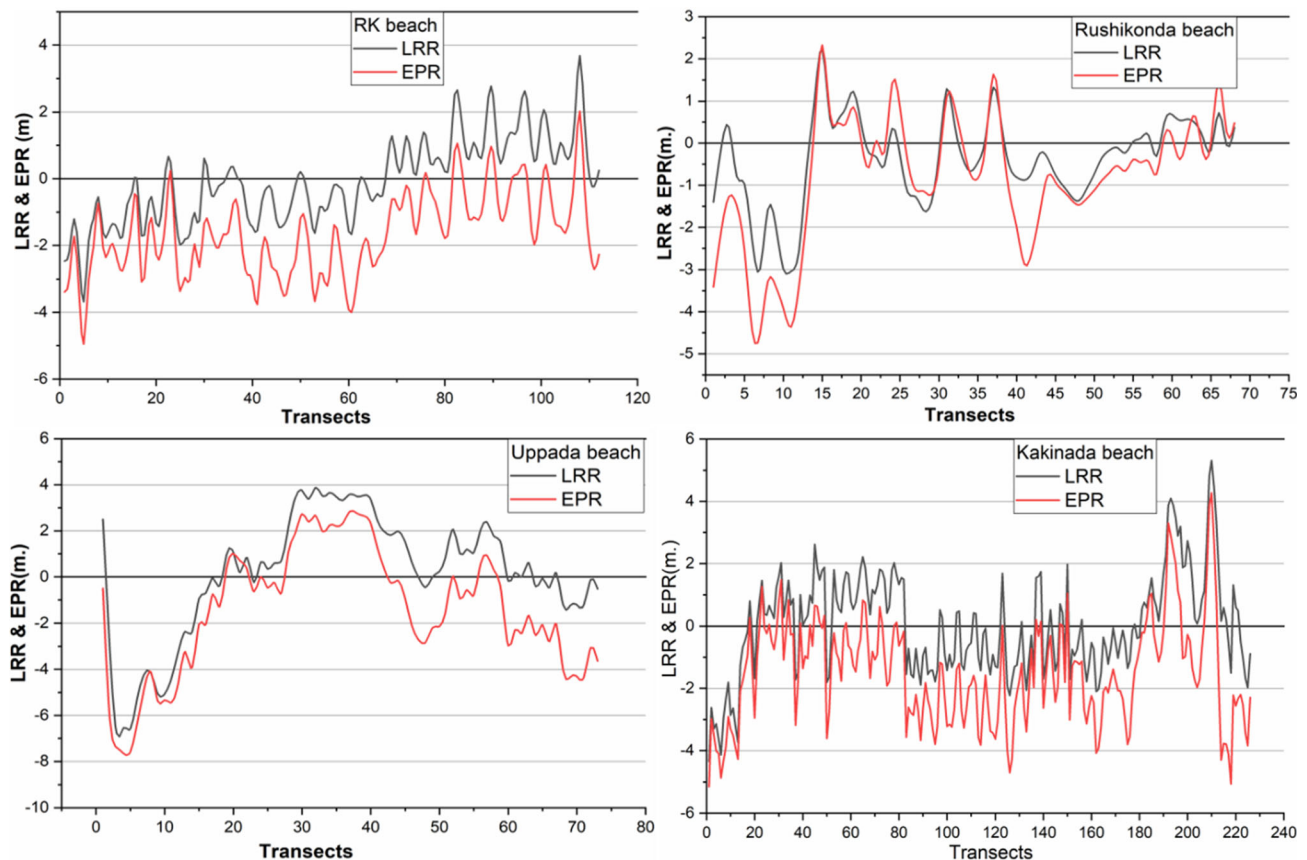 RK beach
LRR
EPR
LRR & EPR (m)
4
2
0
-2
-4
-6
0 20 40 60 80 100 120
Transects
Rushikonda beach
LRR
EPR
LRR & EPR(m.)
3
2
1
0
-1
-2
-3
-4
-5
0 5 10 15 20 25 30 35 40 45 50 55 60 65 70 75
Transects
Uppada beach
LRR
EPR
LRR & EPR(m.)
6
4
2
0
-2
-4
-6
-8
-10
0 10 20 30 40 50 60 70 80
Transects
Kakinada beach
LRR
EPR
LRR & EPR(m.)
6
4
2
0
-2
-4
-6
0 20 40 60 80 100 120 140 160 180 200 220 240
Transects